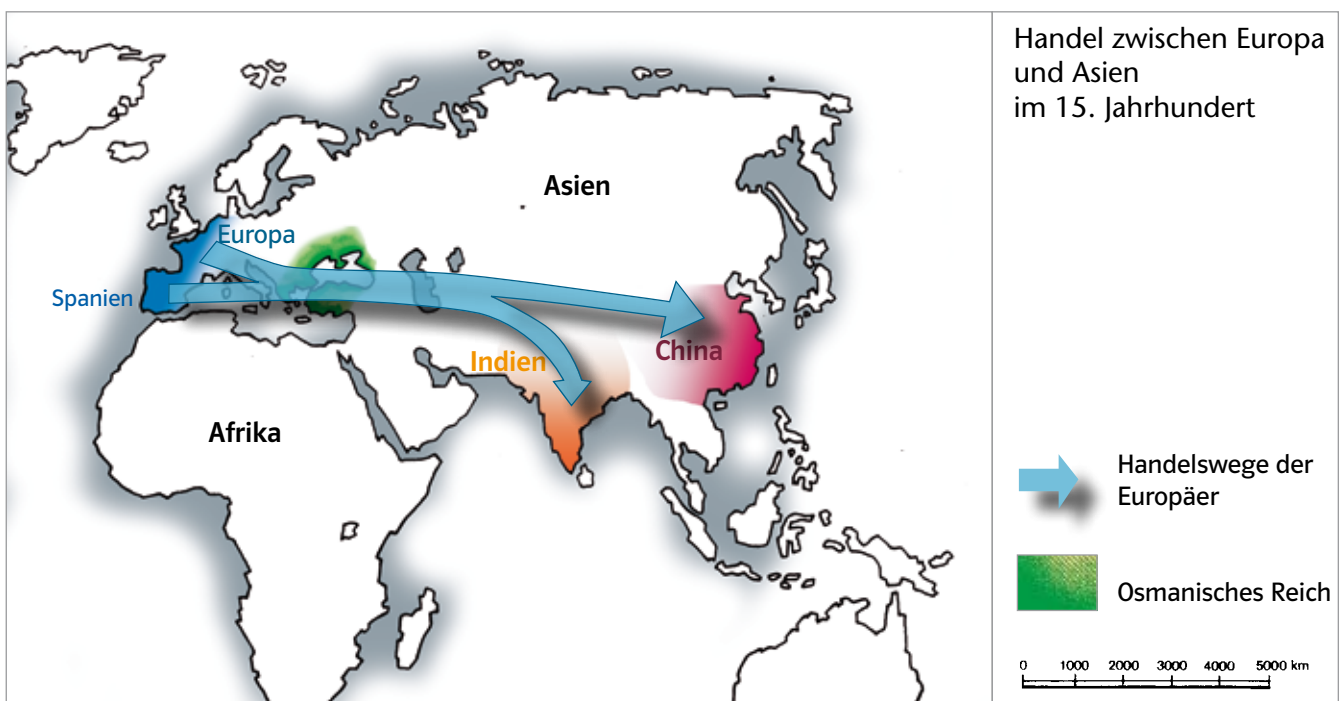 Handel zwischen Europa
und Asien
im 15. Jahrhundert
Asien
Europa
Spanien
China
Indien
Afrika
Handelswege der
Europäer
Osmanisches Reich
0 1000 2000 3000 4000 5000 km